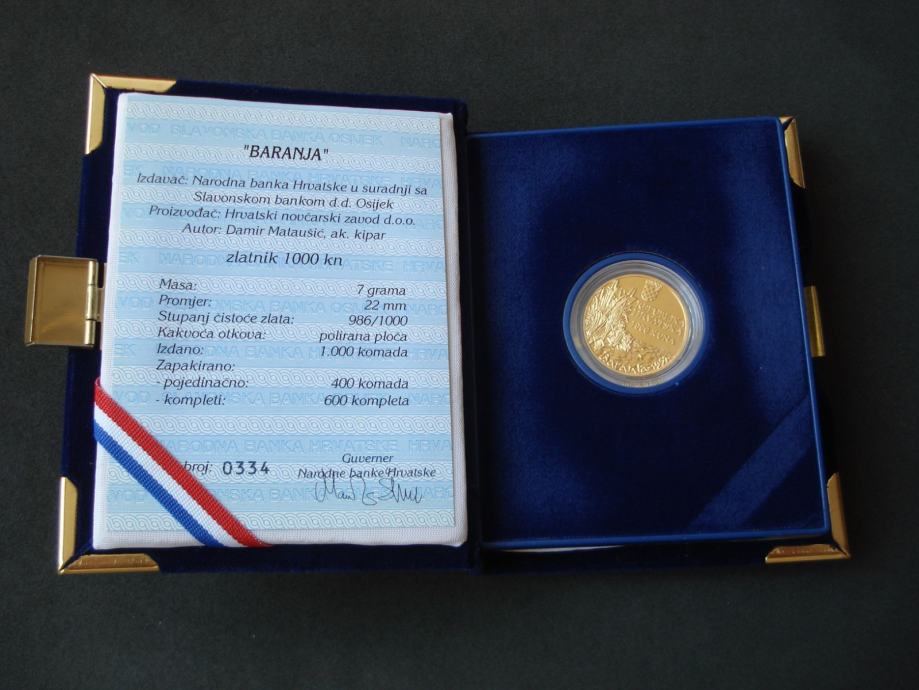 "BARANJA"
Izdavač: Narodna banka Hrvatske u suradnji sa
Slavonskom bankom d.d. Osijek
Proizvođač: Hrvatski novčarski zavod d.o.o.
Autor: Damir Mataušić, ak. kipar
zlatnik 1000 kn
Masa: 7 grama
Promjer: 22 mm
Stupanj čistoće zlata: 986/1000
Kakvoća otkova: polirana ploča
Izdano: 1.000 komada
Zapakirano:
- pojedinačno: 400 komada
- kompleti: 600 kompleta
broj: 0334
Guverner
Narodne banke Hrvatske